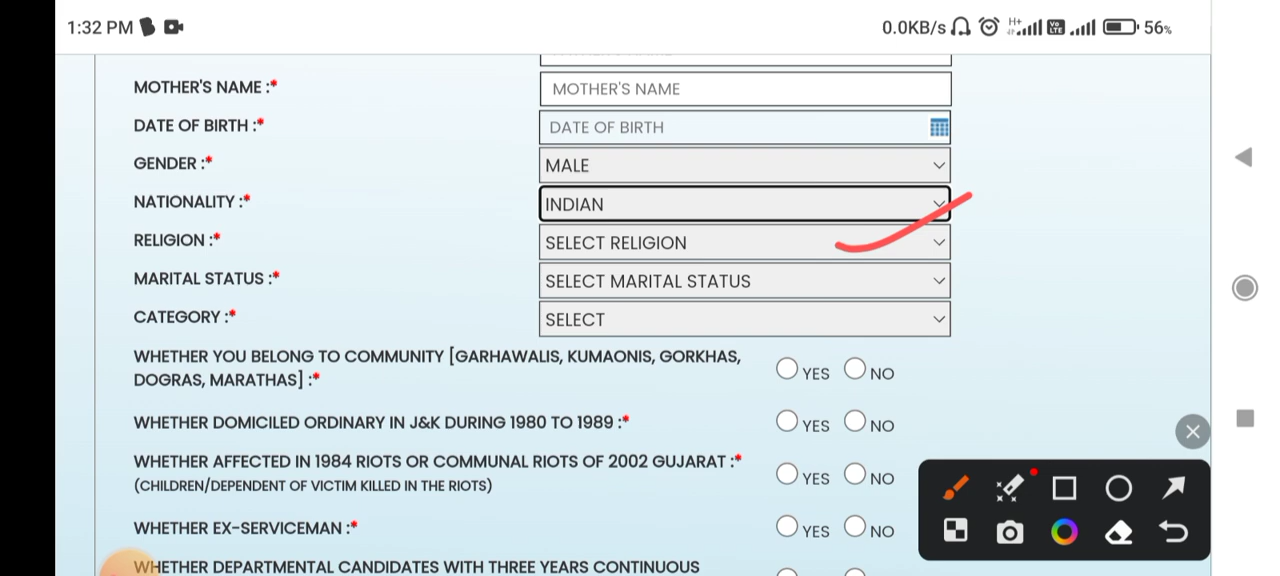 1:32 PM 0.0KB/s H+ Vo LTE 56%
MOTHER'S NAME :* MOTHER'S NAME
DATE OF BIRTH :* DATE OF BIRTH
GENDER :* MALE
NATIONALITY :* INDIAN
RELIGION :* SELECT RELIGION
MARITAL STATUS :* SELECT MARITAL STATUS
CATEGORY :* SELECT
WHETHER YOU BELONG TO COMMUNITY [GARHAWALIS, KUMAONIS, GORKHAS,
DOGRAS, MARATHAS] :* YES NO
WHETHER DOMICILED ORDINARY IN J&K DURING 1980 TO 1989 :* YES NO
WHETHER AFFECTED IN 1984 RIOTS OR COMMUNAL RIOTS OF 2002 GUJARAT :* YES NO
(CHILDREN/DEPENDENT OF VICTIM KILLED IN THE RIOTS)
WHETHER EX-SERVICEMAN :* YES NO
WHETHER DEPARTMENTAL CANDIDATES WITH THREE YEARS CONTINUOUS